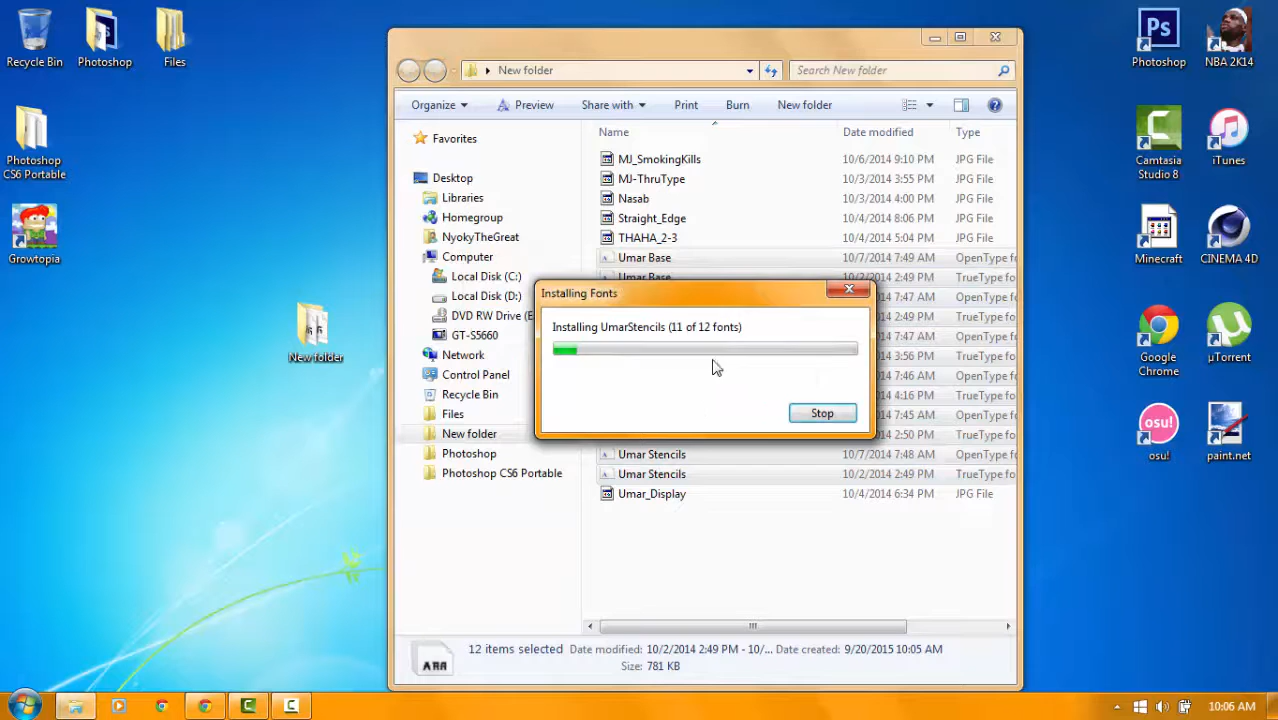 Recycle Bin
Photoshop
Files
Photoshop
CS6 Portable
Growtopia
New folder
New folder
Search New folder
Organize
Preview
Share with
Print
Burn
New folder
Name
Date modified
Type
Favorites
Desktop
Libraries
Homegroup
NyokyTheGreat
Computer
Local Disk (C:)
Local Disk (D:)
DVD RW Drive (E
GT-S5660
Network
Control Panel
Recycle Bin
Files
New folder
Photoshop
Photoshop CS6 Portable
MJ_SmokingKills 10/6/2014 9:10 PM JPG File
MJ-ThruType 10/3/2014 3:55 PM JPG File
Nasab 10/3/2014 4:00 PM JPG File
Straight_Edge 10/4/2014 8:06 PM JPG File
THAHA_2-3 10/4/2014 5:04 PM JPG File
Umar Base 10/7/2014 7:49 AM OpenType fo
Umar Base 10/2/2014 2:49 PM TrueType fo
4 7:47 AM OpenType fo
4 2:49 PM TrueType fo
4 7:47 AM OpenType fo
4 3:56 PM TrueType fo
4 7:46 AM OpenType fo
4 4:16 PM TrueType fo
4 7:45 AM OpenType fo
4 2:50 PM TrueType fo
Umar Stencils 10/7/2014 7:48 AM OpenType fo
Umar Stencils 10/2/2014 2:49 PM TrueType fo
Umar_Display 10/4/2014 6:34 PM JPG File
Installing Fonts
Installing UmarStencils (11 of 12 fonts)
Stop
12 items selected Date modified: 10/2/2014 2:49 PM - 10/... Date created: 9/20/2015 10:05 AM
Size: 781 KB
Ps
Photoshop
NBA 2K14
Camtasia
Studio 8
iTunes
Minecraft
CINEMA 4D
Google
Chrome
µTorrent
osu!
osu!
paint.net
10:06 AM